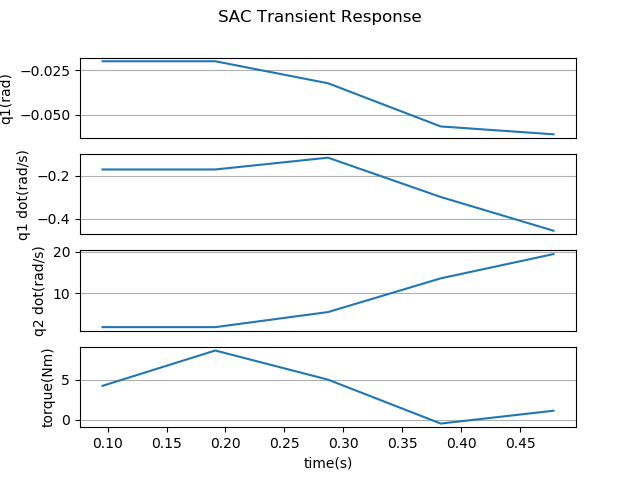 SAC Transient Response
q1(rad)
−0.025
−0.050
q1 dot(rad/s)
−0.2
−0.4
q2 dot(rad/s)
20
10
torque(Nm)
5
0
0.10 0.15 0.20 0.25 0.30 0.35 0.40 0.45
time(s)